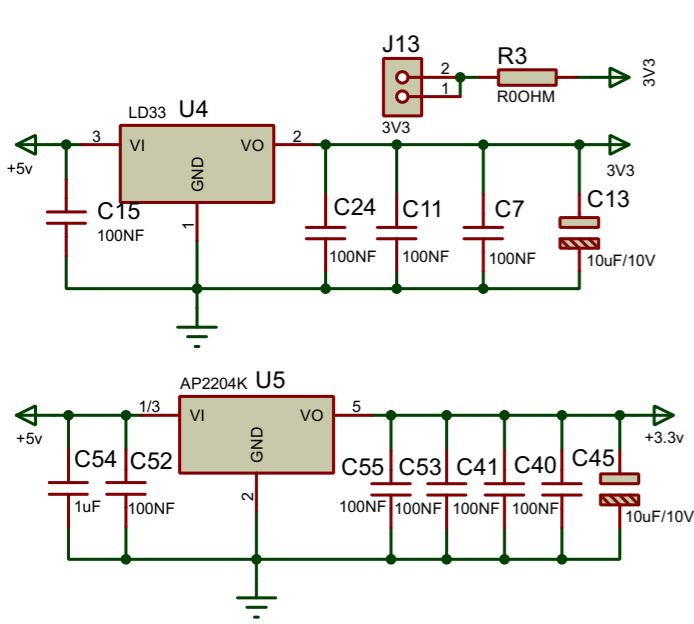 J13
2
1
3V3
R3
R0OHM
3V3
LD33 U4
+5v
3
VI
VO
GND
2
1
3V3
C15
100NF
C24
100NF
C11
100NF
C7
100NF
C13
10uF/10V
AP2204K U5
+5v
1/3
VI
VO
GND
5
2
+3.3v
C54
1uF
C52
100NF
C55
100NF
C53
100NF
C41
100NF
C40
100NF
C45
10uF/10V